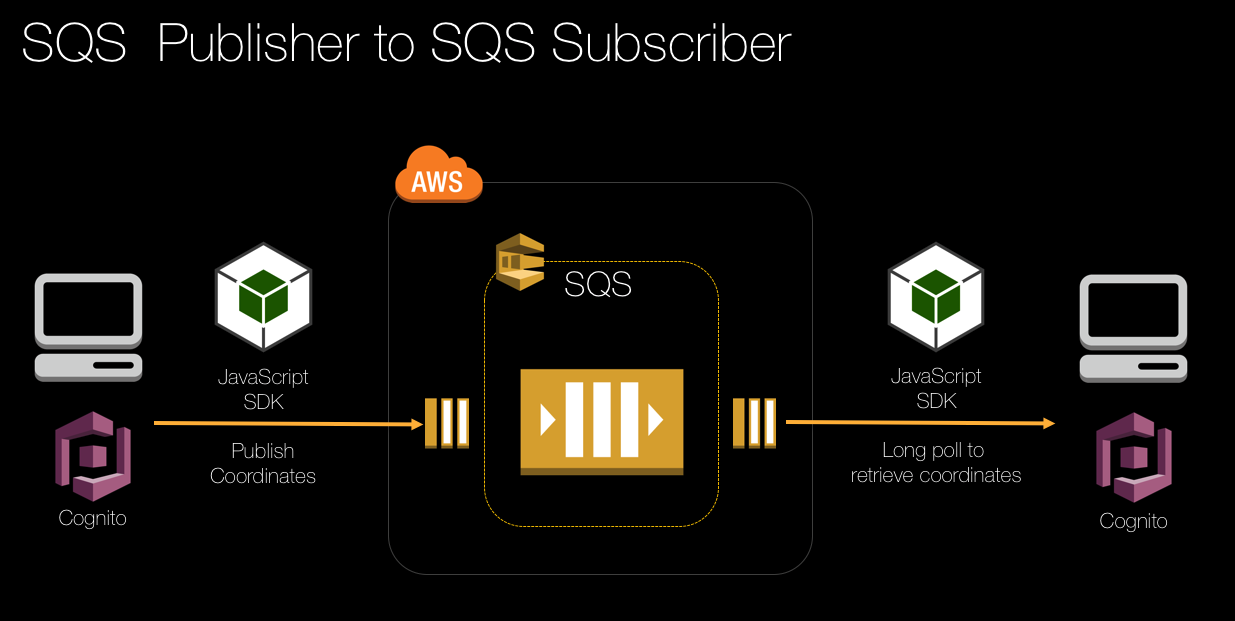 SQS  Publisher to SQS Subscriber
AWS
SQS
JavaScript
SDK
Publish
Coordinates
Cognito
JavaScript
SDK
Long poll to
retrieve coordinates
Cognito